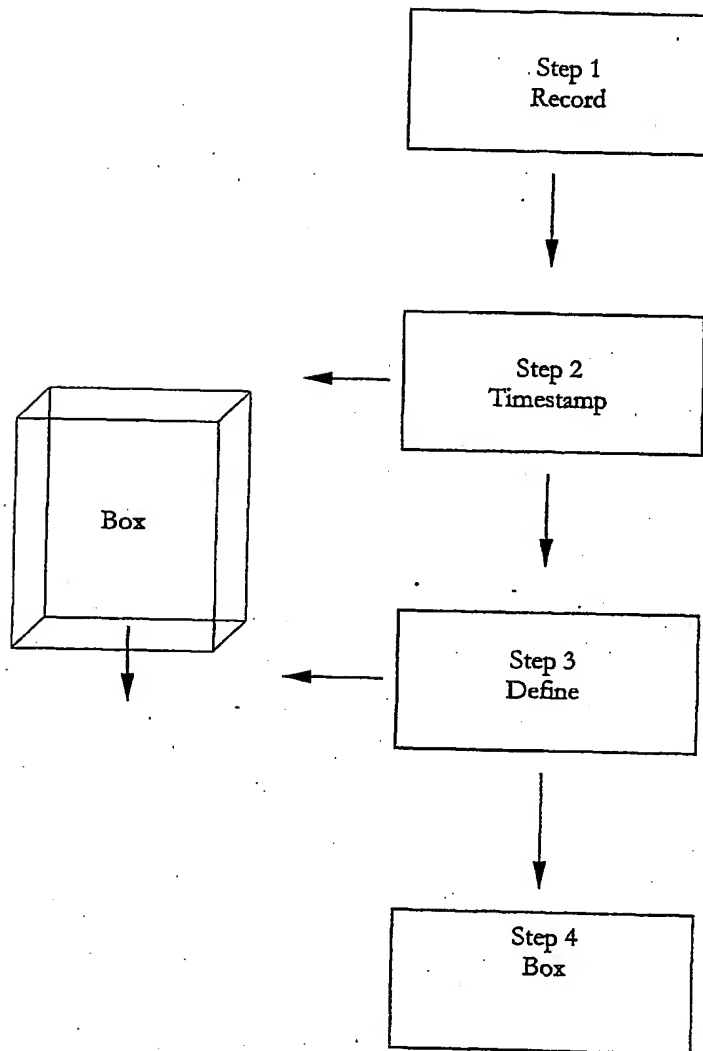 Step 1
Record
Step 2
Timestamp
Box
Step 3
Define
Step 4
Box